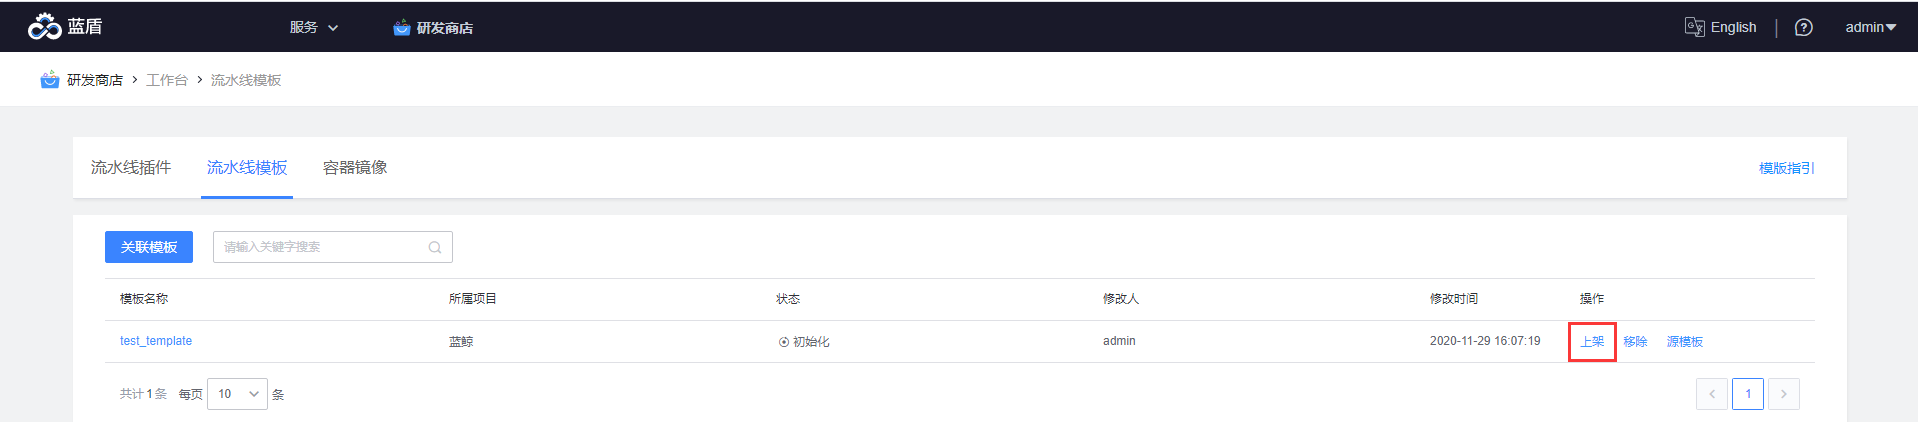 蓝盾 服务 研发商店 English admin
研发商店 > 工作台 > 流水线模板
流水线插件 流水线模板 容器镜像 模版指引
关联模板 请输入关键字搜索
模板名称 所属项目 状态 修改人 修改时间 操作
test_template 蓝鲸 初始化 admin 2020-11-29 16:07:19 上架 移除 源模板
共计1条 每页 10 条 1